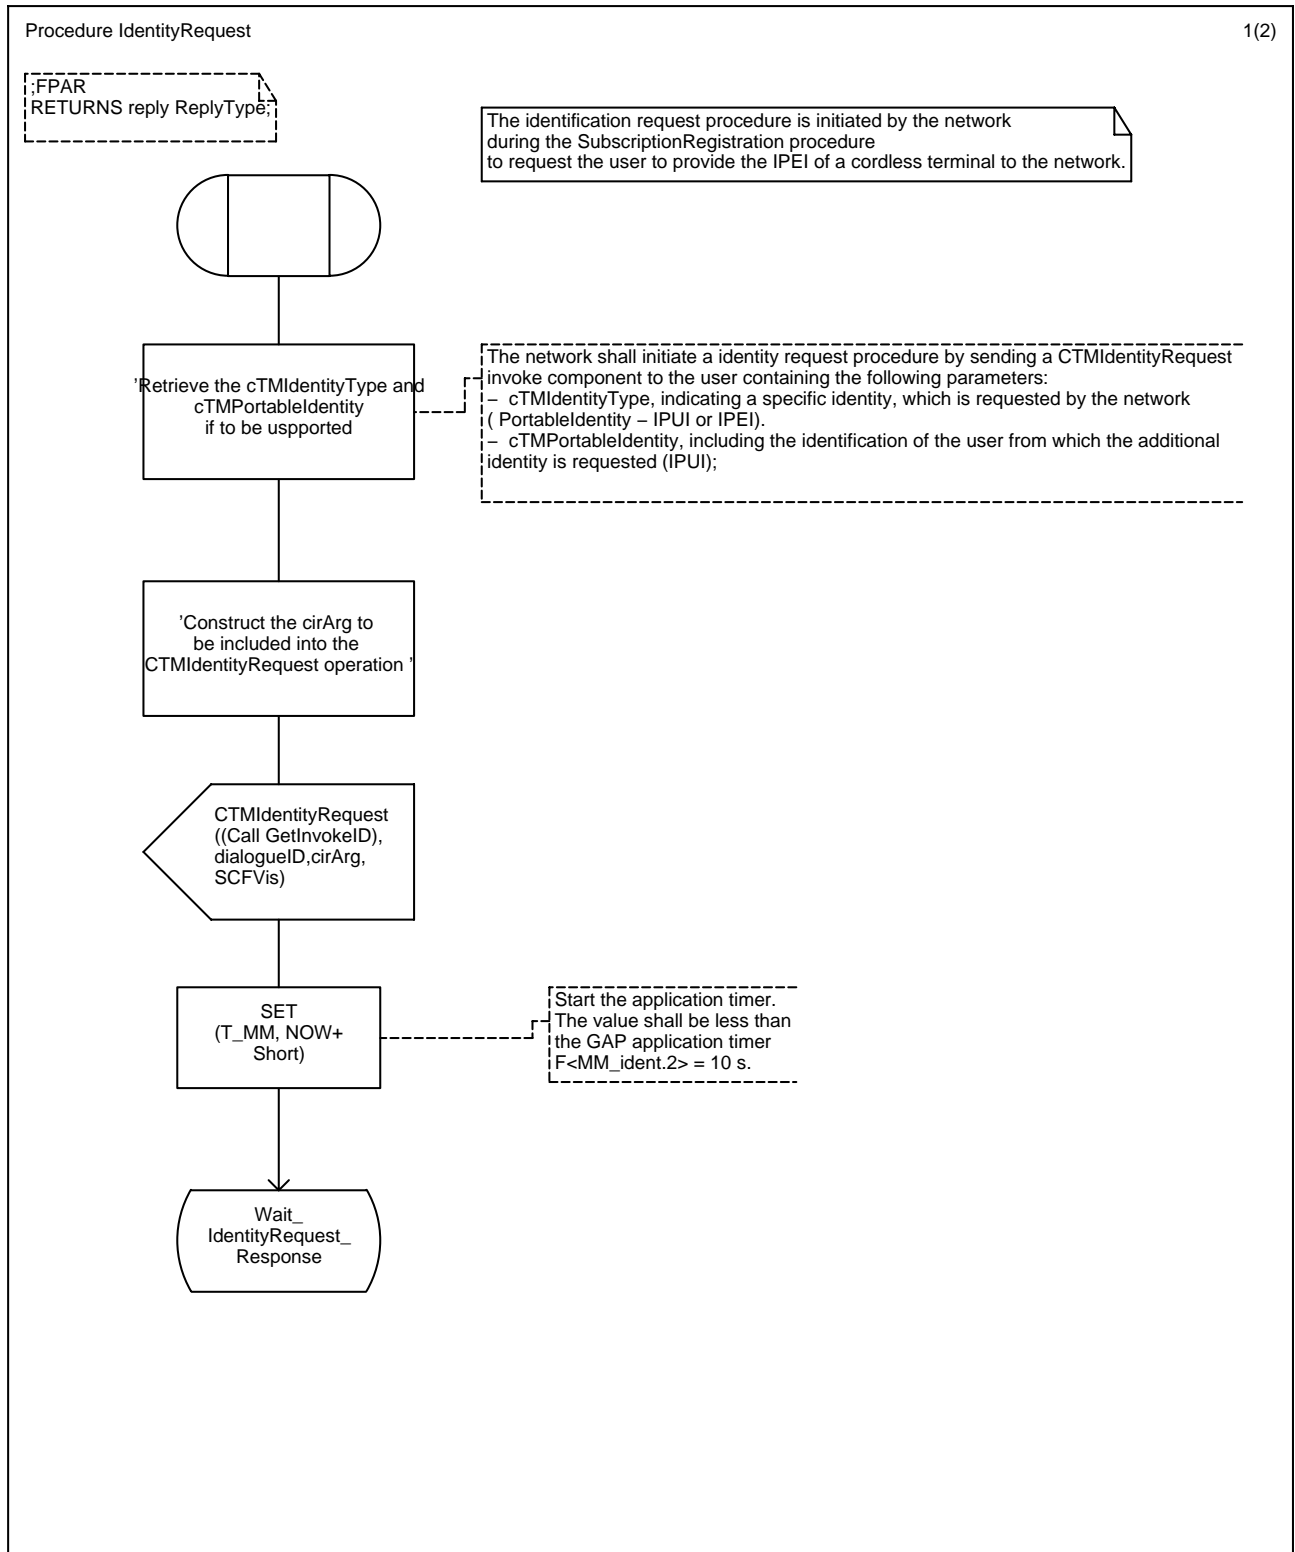 Procedure IdentityRequest
1(2)
;FPAR
RETURNS reply ReplyType;
The identification request procedure is initiated by the network
during the SubscriptionRegistration procedure
to request the user to provide the IPEI of a cordless terminal to the network.
'Retrieve the cTMIdentityType and
cTMPortableIdentity
if to be uspported
The network shall initiate a identity request procedure by sending a CTMIdentityRequest
invoke component to the user containing the following parameters:
– cTMIdentityType, indicating a specific identity, which is requested by the network
( PortableIdentity – IPUI or IPEI).
– cTMPortableIdentity, including the identification of the user from which the additional
identity is requested (IPUI);
'Construct the cirArg to
be included into the
CTMIdentityRequest operation '
CTMIdentityRequest
((Call GetInvokeID),
dialogueID,cirArg,
SCFVis)
SET
(T_MM, NOW+
Short)
Start the application timer.
The value shall be less than
the GAP application timer
F<MM_ident.2> = 10 s.
Wait_
IdentityRequest_
Response